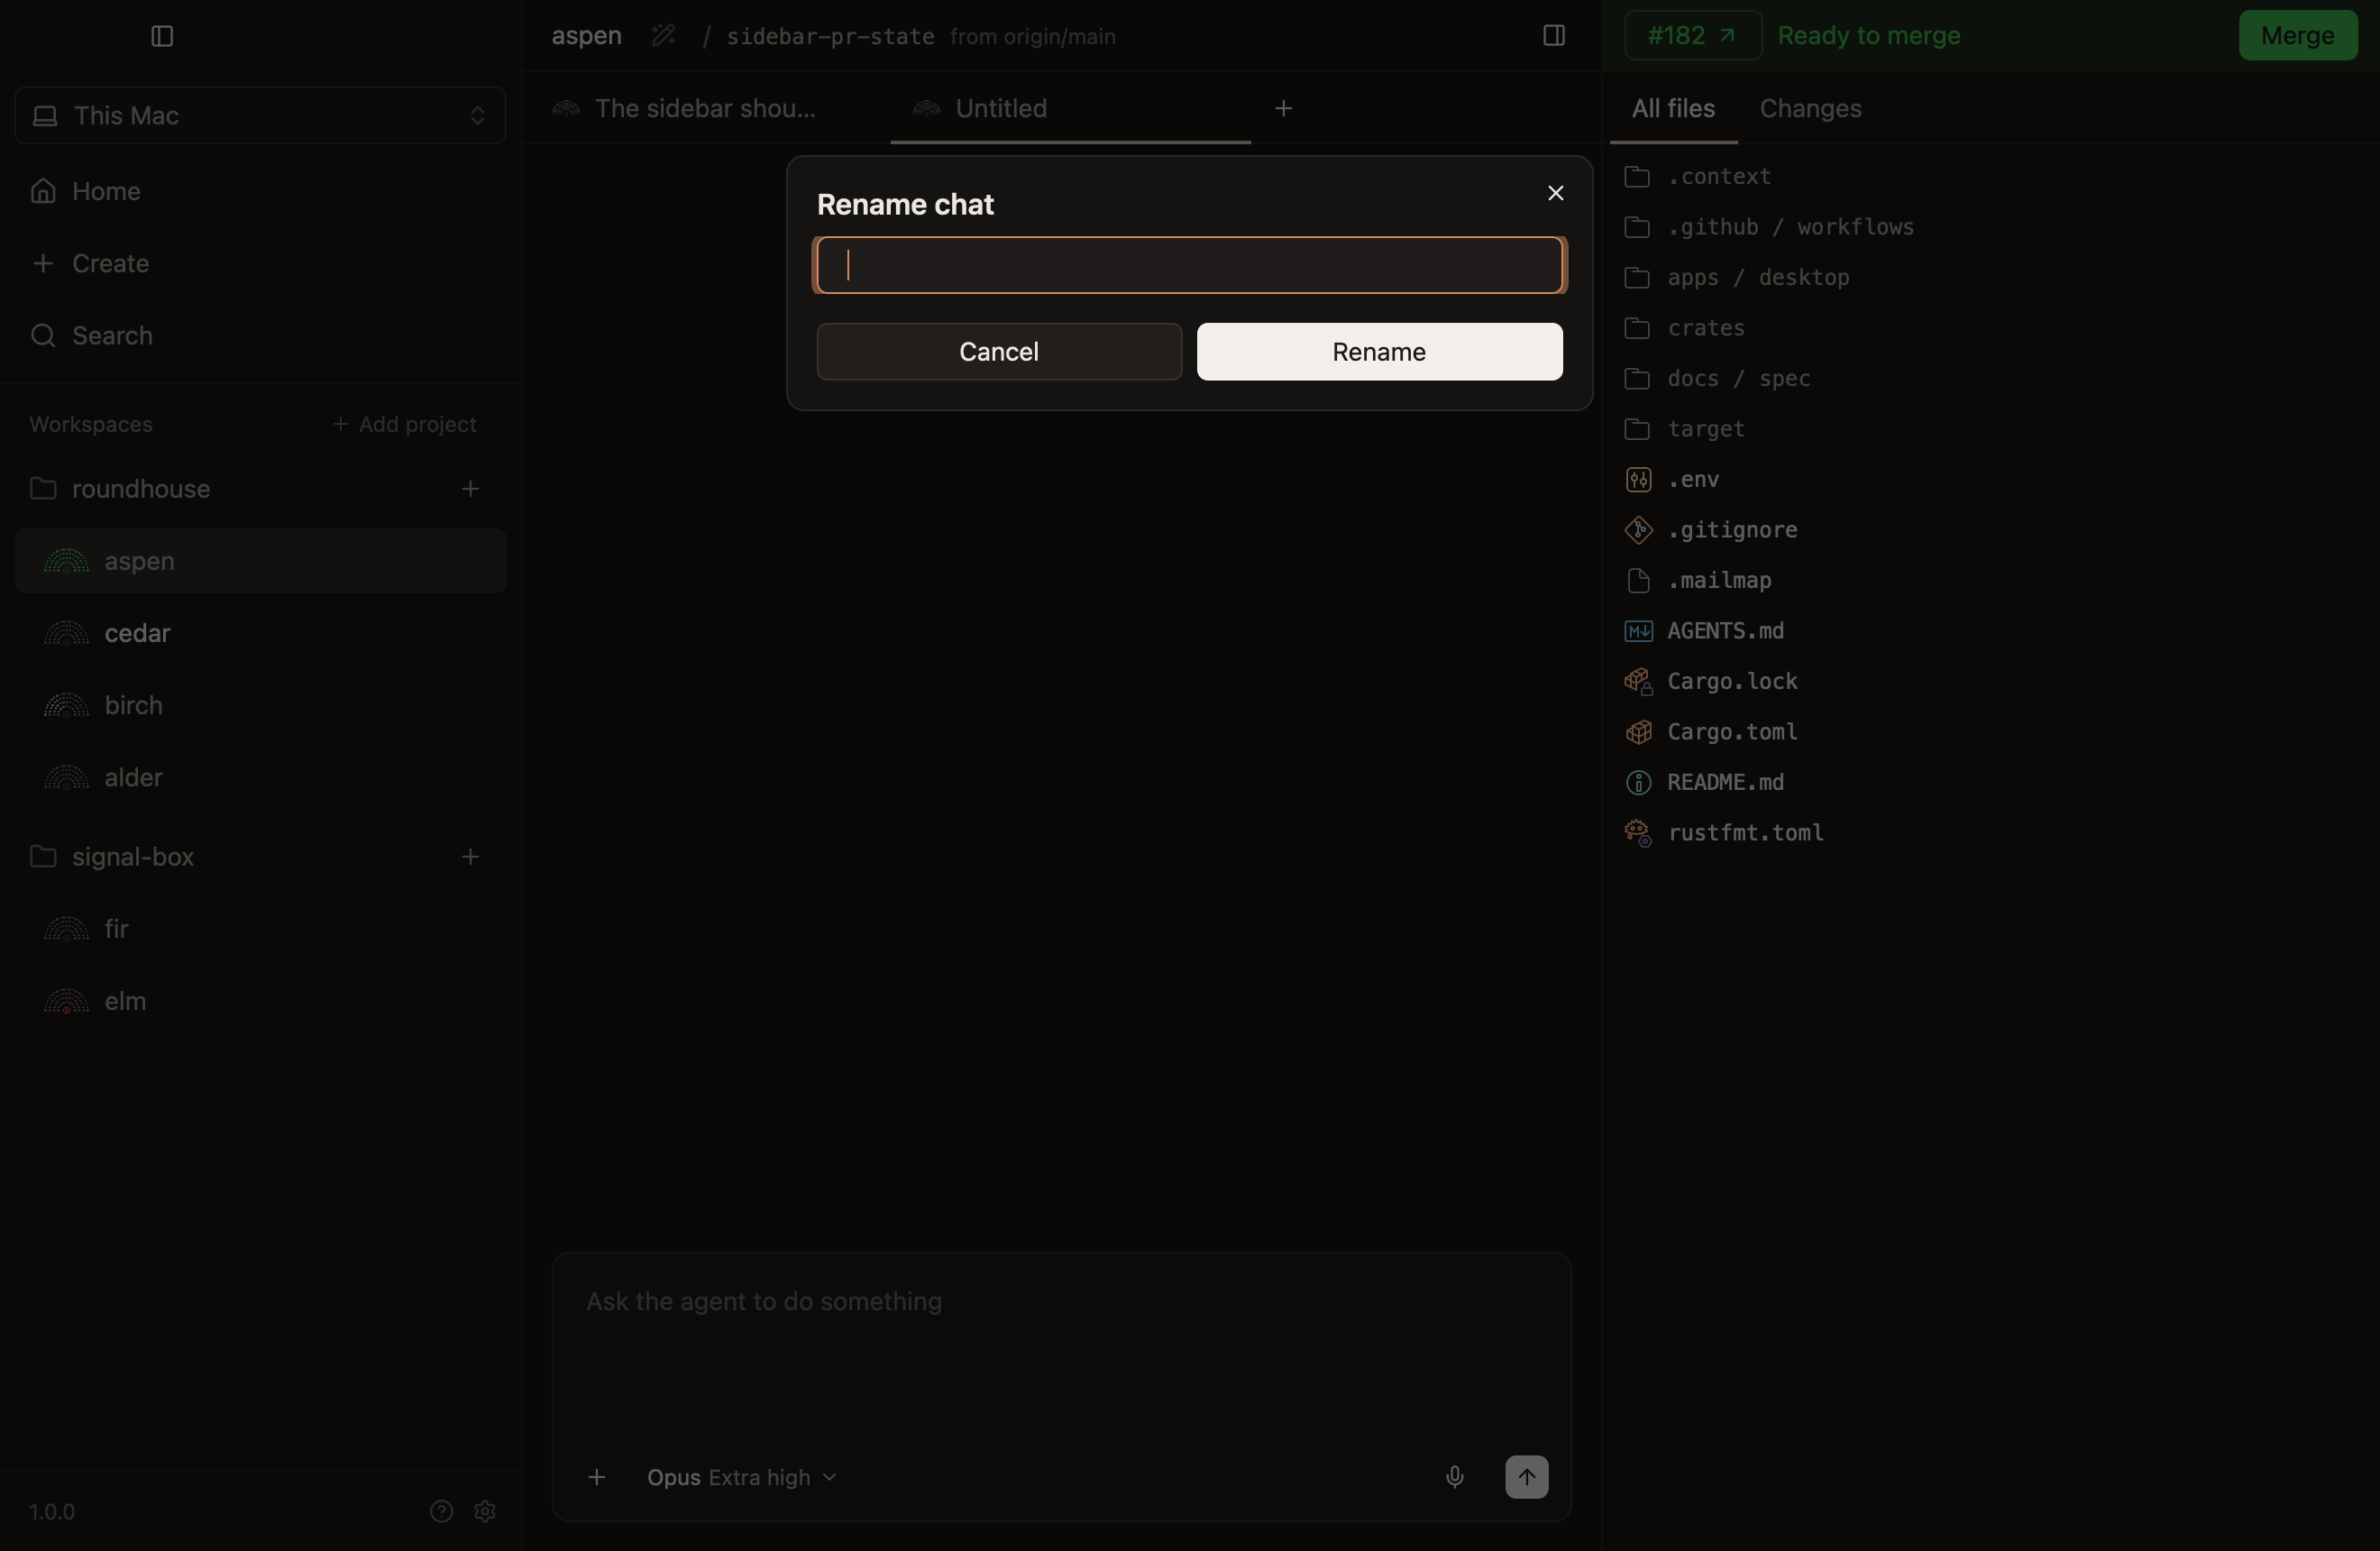 This Mac
Home
Create
Search
Workspaces
Add project
roundhouse
aspen
cedar
birch
alder
signal-box
fir
elm
1.0.0
aspen / sidebar-pr-state from origin/main
The sidebar shou...
Untitled
Rename chat
Cancel
Rename
Ask the agent to do something
Opus Extra high
#182
Ready to merge
Merge
All files
Changes
.context
.github / workflows
apps / desktop
crates
docs / spec
target
.env
.gitignore
.mailmap
AGENTS.md
Cargo.lock
Cargo.toml
README.md
rustfmt.toml